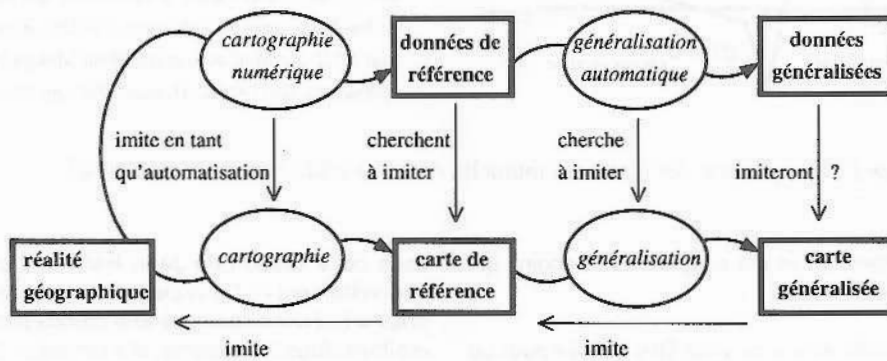 cartographie
numérique
données de
référence
généralisation
automatique
données
généralisées
imite en tant
qu'automatisation
cherchent
à imiter
cherche
à imiter
imiteront ?
réalité
géographique
cartographie
carte de
référence
généralisation
carte
généralisée
imite
imite